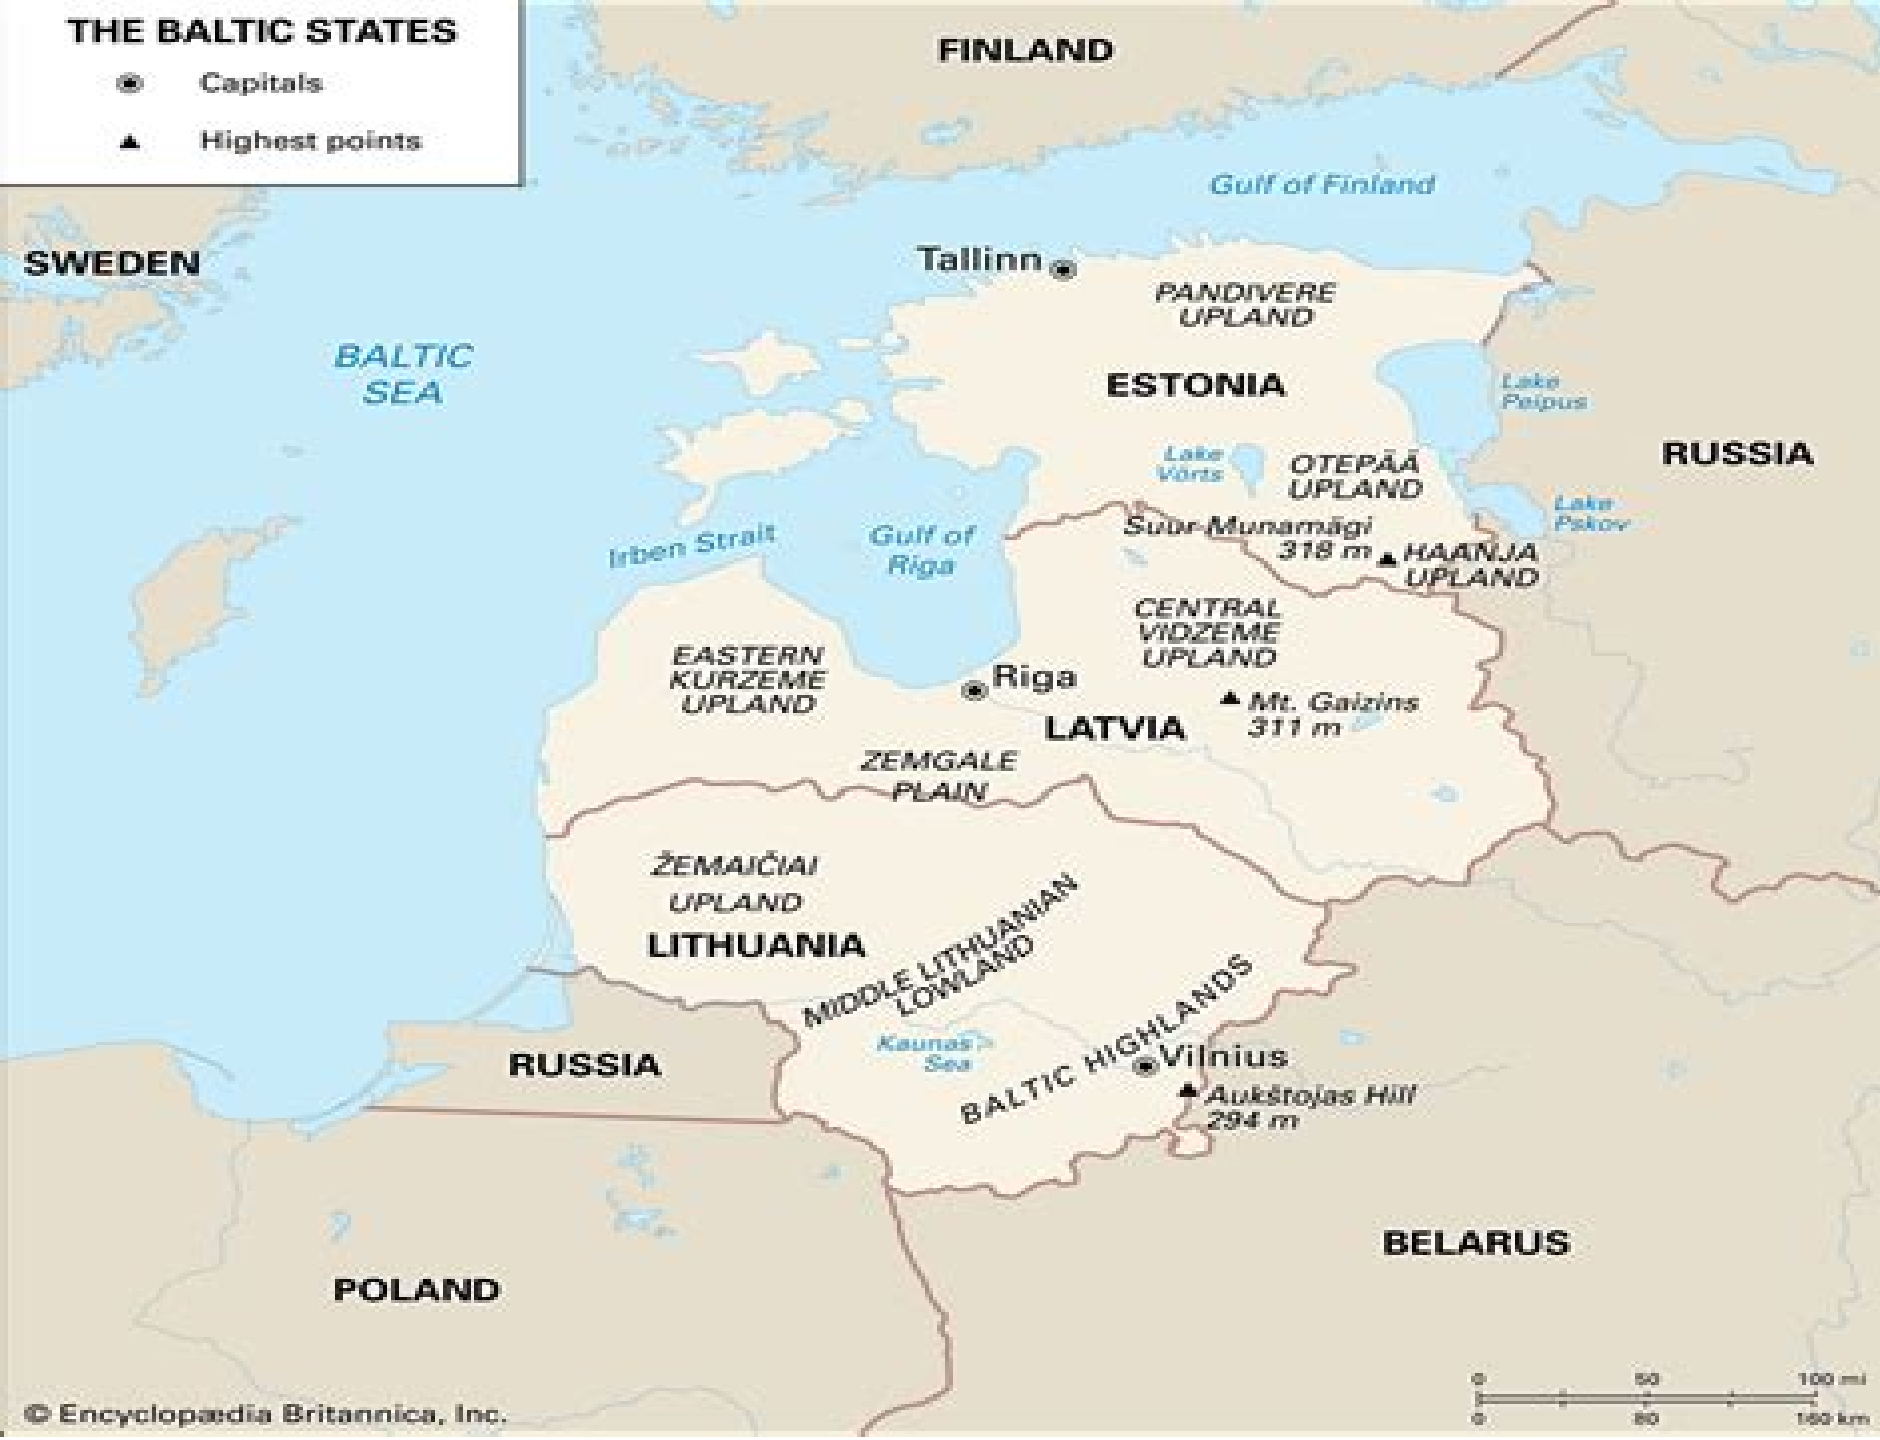 THE BALTIC STATES
Capitals
Highest points
FINLAND
Gulf of Finland
SWEDEN
Tallinn
PANDIVERE
UPLAND
BALTIC
SEA
ESTONIA
Lake
Peipus
RUSSIA
Lake
Võrts
OTEPÄÄ
UPLAND
Lake
Pskov
Irben Strait
Gulf of
Riga
Suur Munamägi
318 m
HAANJA
UPLAND
CENTRAL
VIDZEME
UPLAND
EASTERN
KURZEME
UPLAND
Riga
Mt. Gaizins
311 m
LATVIA
ZEMGALE
PLAIN
ŽEMAIČIAI
UPLAND
LITHUANIA
MIDDLE LITHUANIAN
LOWLAND
BALTIC HIGHLANDS
Kaunas
Sea
Vilnius
RUSSIA
Aukštojas Hill
294 m
BELARUS
POLAND
0 50 100 mi
0 80 160 km
© Encyclopædia Britannica, Inc.